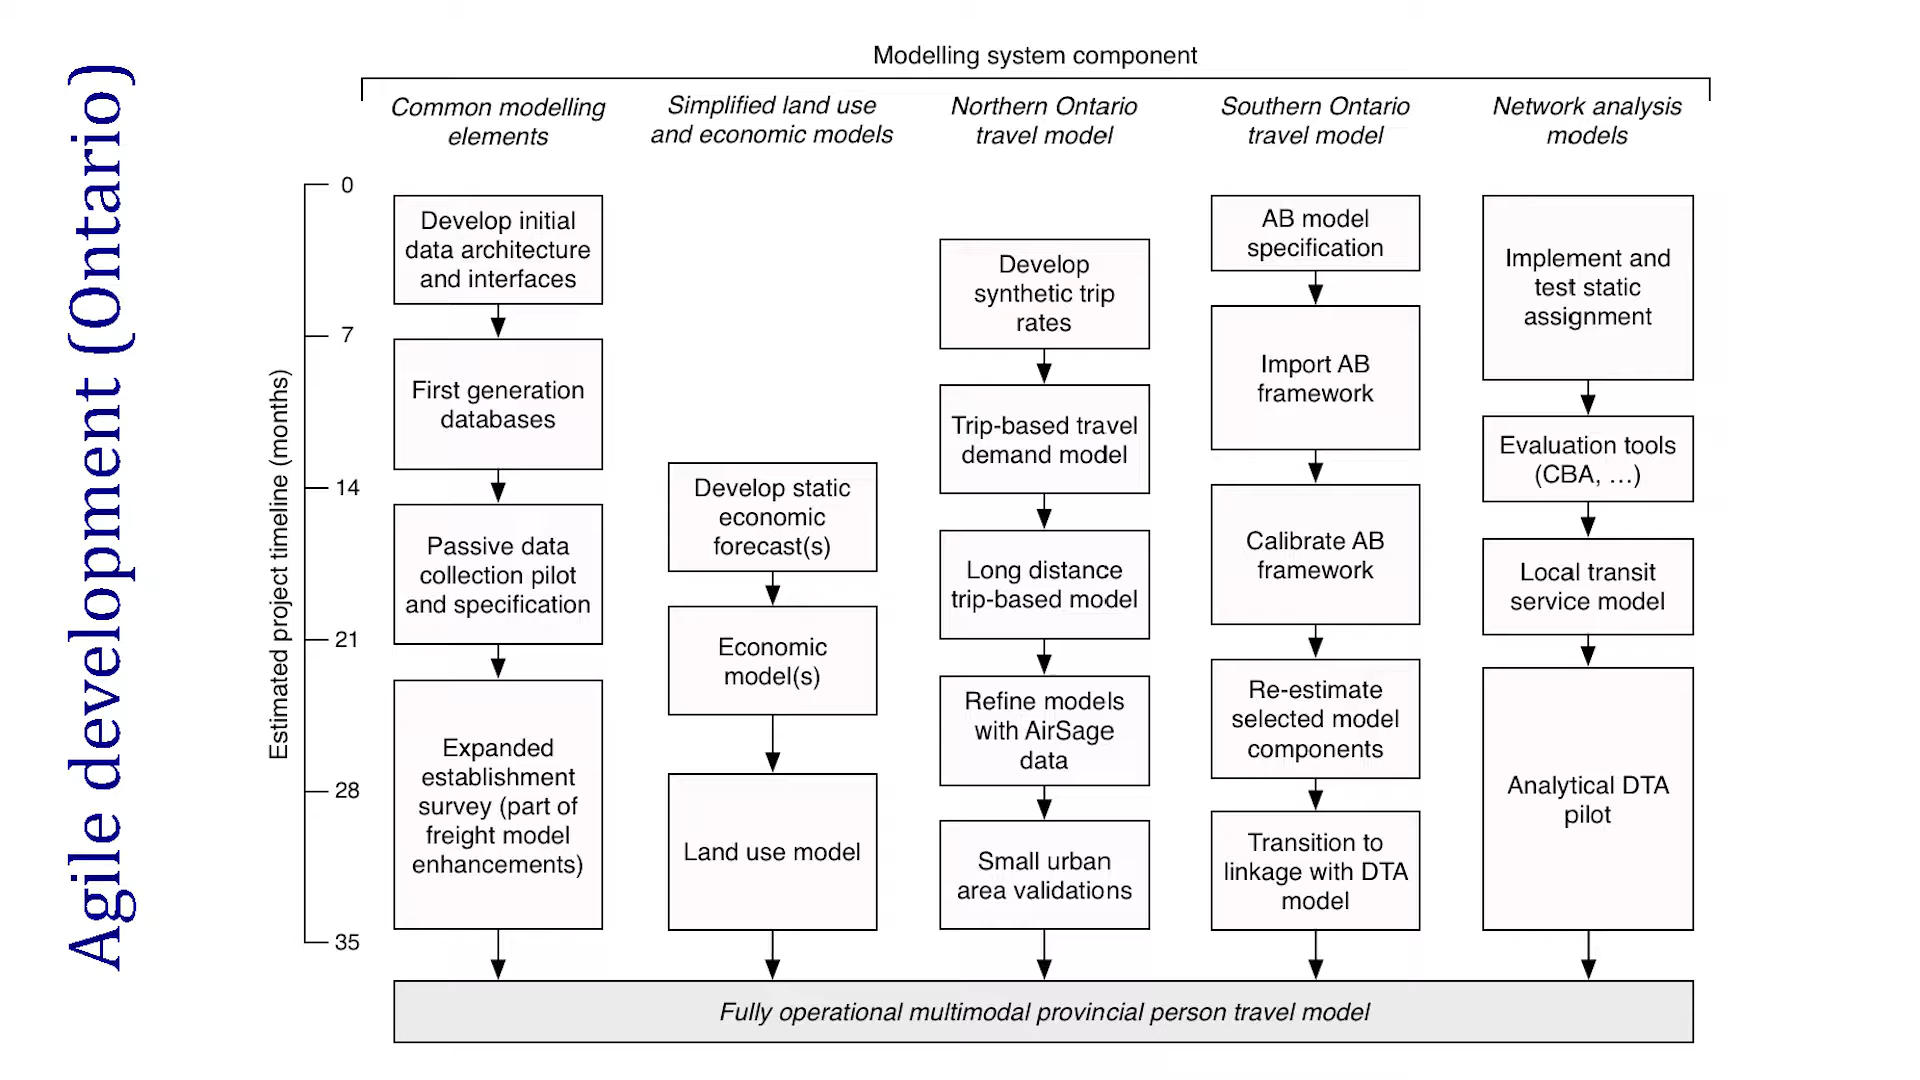 Agile development (Ontario)
Modelling system component
Common modelling
elements
Simplified land use
and economic models
Northern Ontario
travel model
Southern Ontario
travel model
Network analysis
models
Estimated project timeline (months)
0
7
14
21
28
35
Develop initial
data architecture
and interfaces
First generation
databases
Passive data
collection pilot
and specification
Expanded
establishment
survey (part of
freight model
enhancements)
Develop static
economic
forecast(s)
Economic
model(s)
Land use model
Develop
synthetic trip
rates
Trip-based travel
demand model
Long distance
trip-based model
Refine models
with AirSage
data
Small urban
area validations
AB model
specification
Import AB
framework
Calibrate AB
framework
Re-estimate
selected model
components
Transition to
linkage with DTA
model
Implement and
test static
assignment
Evaluation tools
(CBA, …)
Local transit
service model
Analytical DTA
pilot
Fully operational multimodal provincial person travel model